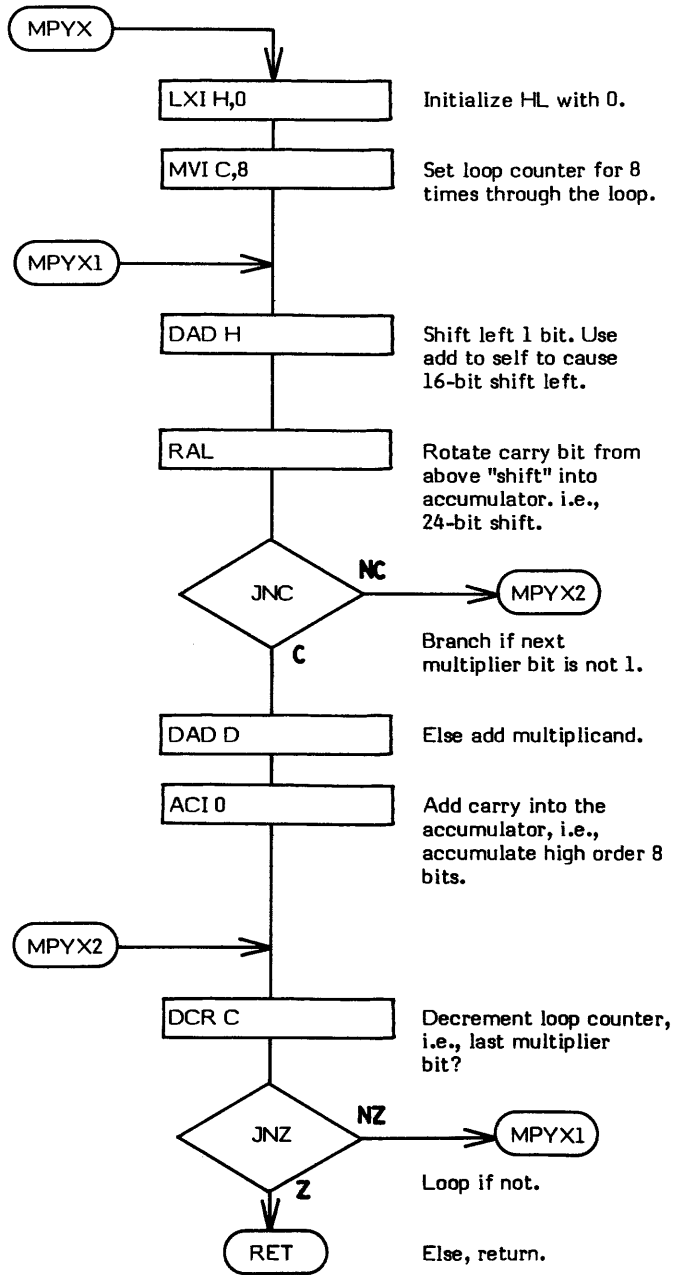 MPYX
LXI H,0
Initialize HL with 0.
MVI C,8
Set loop counter for 8
times through the loop.
MPYX1
DAD H
Shift left 1 bit. Use
add to self to cause
16-bit shift left.
RAL
Rotate carry bit from
above "shift" into
accumulator. i.e.,
24-bit shift.
JNC
NC
MPYX2
C
Branch if next
multiplier bit is not 1.
DAD D
Else add multiplicand.
ACI 0
Add carry into the
accumulator, i.e.,
accumulate high order 8
bits.
MPYX2
DCR C
Decrement loop counter,
i.e., last multiplier
bit?
JNZ
NZ
MPYX1
Z
Loop if not.
RET
Else, return.